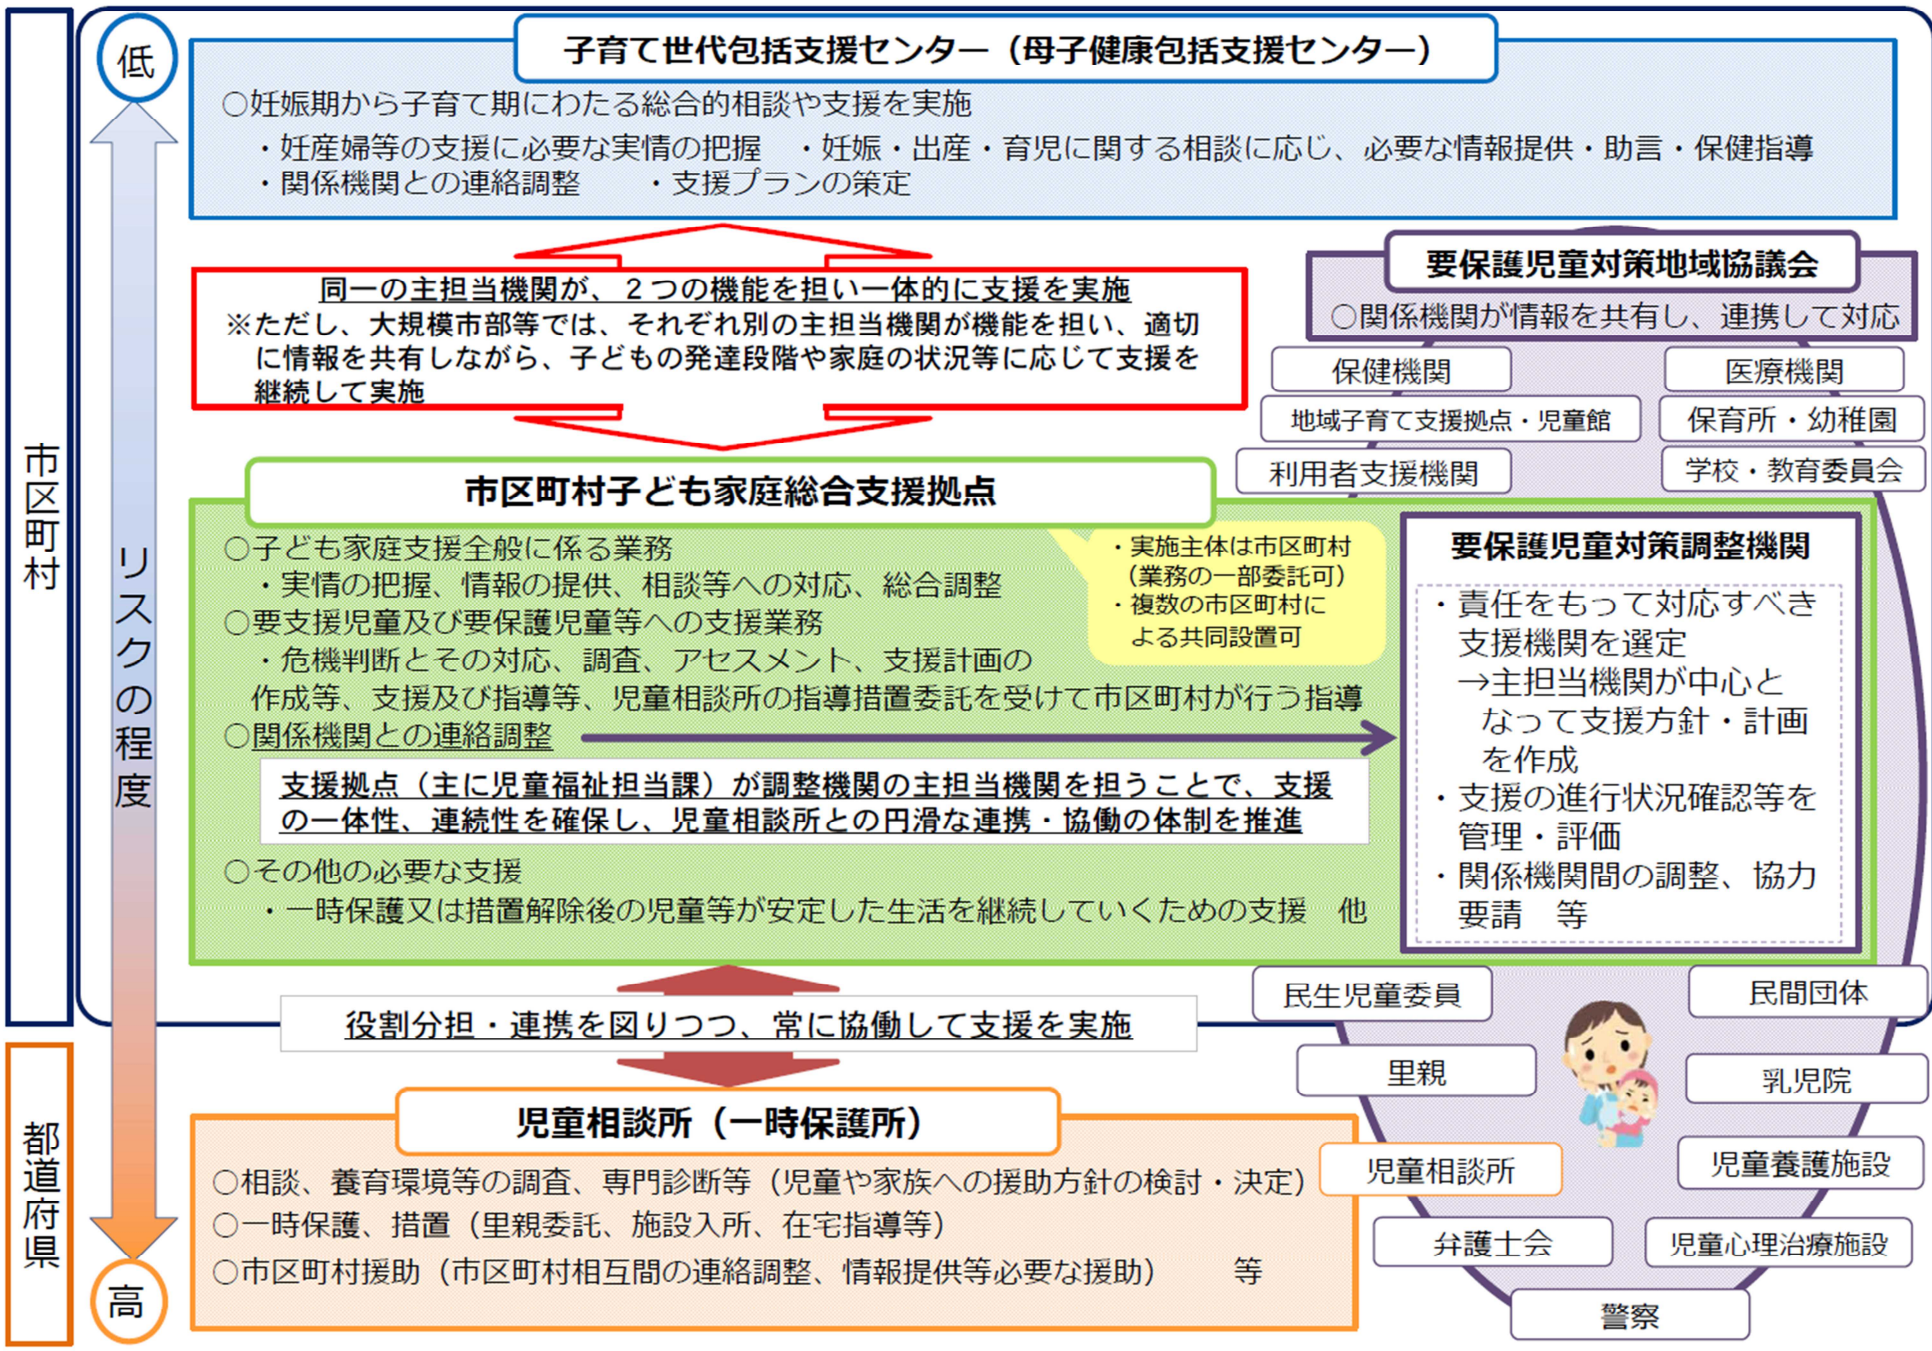 市区町村
都道府県
低
リスクの程度
高
子育て世代包括支援センター（母子健康包括支援センター）
○妊娠期から子育て期にわたる総合的相談や支援を実施
・妊産婦等の支援に必要な実情の把握　・妊娠・出産・育児に関する相談に応じ、必要な情報提供・助言・保健指導
・関係機関との連絡調整　・支援プランの策定
同一の主担当機関が、２つの機能を担い一体的に支援を実施
※ただし、大規模市部等では、それぞれ別の主担当機関が機能を担い、適切
に情報を共有しながら、子どもの発達段階や家庭の状況等に応じて支援を
継続して実施
要保護児童対策地域協議会
○関係機関が情報を共有し、連携して対応
保健機関
医療機関
地域子育て支援拠点・児童館
保育所・幼稚園
利用者支援機関
学校・教育委員会
市区町村子ども家庭総合支援拠点
○子ども家庭支援全般に係る業務
・実情の把握、情報の提供、相談等への対応、総合調整
○要支援児童及び要保護児童等への支援業務
・危機判断とその対応、調査、アセスメント、支援計画の
作成等、支援及び指導等、児童相談所の指導措置委託を受けて市区町村が行う指導
○関係機関との連絡調整
支援拠点（主に児童福祉担当課）が調整機関の主担当機関を担うことで、支援
の一体性、連続性を確保し、児童相談所との円滑な連携・協働の体制を推進
○その他の必要な支援
・一時保護又は措置解除後の児童等が安定した生活を継続していくための支援　他
・実施主体は市区町村
（業務の一部委託可）
・複数の市区町村に
よる共同設置可
要保護児童対策調整機関
・責任をもって対応すべき
支援機関を選定
→主担当機関が中心と
なって支援方針・計画
を作成
・支援の進行状況確認等を
管理・評価
・関係機関間の調整、協力
要請　等
役割分担・連携を図りつつ、常に協働して支援を実施
児童相談所（一時保護所）
○相談、養育環境等の調査、専門診断等（児童や家族への援助方針の検討・決定）
○一時保護、措置（里親委託、施設入所、在宅指導等）
○市区町村援助（市区町村相互間の連絡調整、情報提供等必要な援助）　等
民生児童委員
民間団体
里親
乳児院
児童相談所
児童養護施設
弁護士会
児童心理治療施設
警察